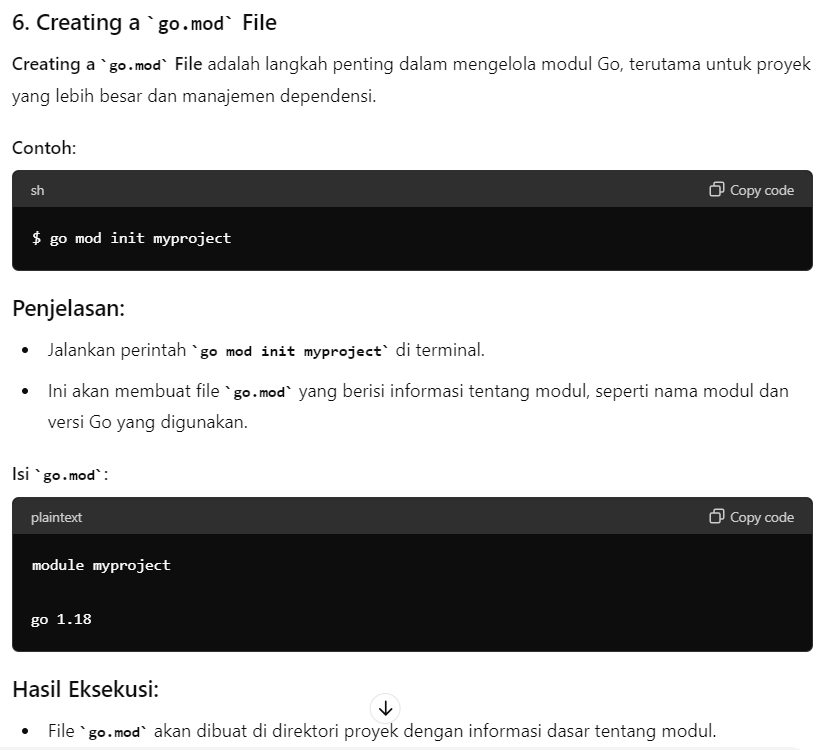 6. Creating a `go.mod` File
Creating a `go.mod` File adalah langkah penting dalam mengelola modul Go, terutama untuk proyek
yang lebih besar dan manajemen dependensi.
Contoh:
sh
Copy code
$ go mod init myproject
Penjelasan:
• Jalankan perintah `go mod init myproject` di terminal.
• Ini akan membuat file `go.mod` yang berisi informasi tentang modul, seperti nama modul dan
versi Go yang digunakan.
Isi `go.mod`:
plaintext
Copy code
module myproject
go 1.18
Hasil Eksekusi:
• File `go.mod` akan dibuat di direktori proyek dengan informasi dasar tentang modul.